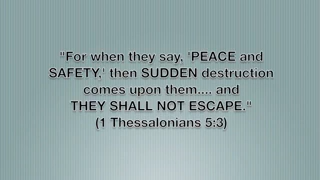 "For when they say, 'PEACE and
SAFETY,' then SUDDEN destruction
comes upon them.... and
THEY SHALL NOT ESCAPE."
(1 Thessalonians 5:3)